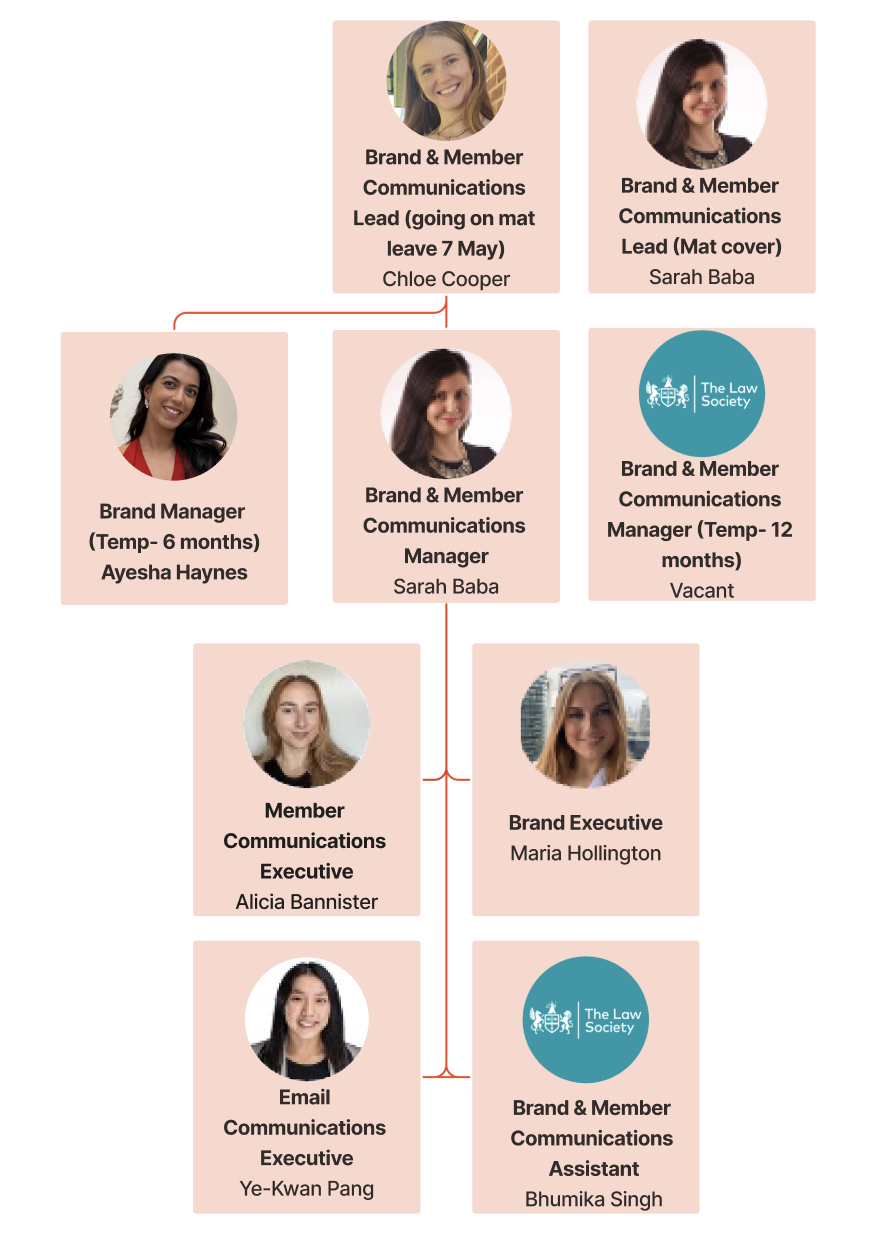 Brand & Member
Communications
Lead (going on mat
leave 7 May)
Chloe Cooper
Brand & Member
Communications
Lead (Mat cover)
Sarah Baba
Brand Manager
(Temp- 6 months)
Ayesha Haynes
Brand & Member
Communications
Manager
Sarah Baba
The Law
Society
Brand & Member
Communications
Manager (Temp- 12
months)
Vacant
Member
Communications
Executive
Alicia Bannister
Brand Executive
Maria Hollington
Email
Communications
Executive
Ye-Kwan Pang
The Law
Society
Brand & Member
Communications
Assistant
Bhumika Singh